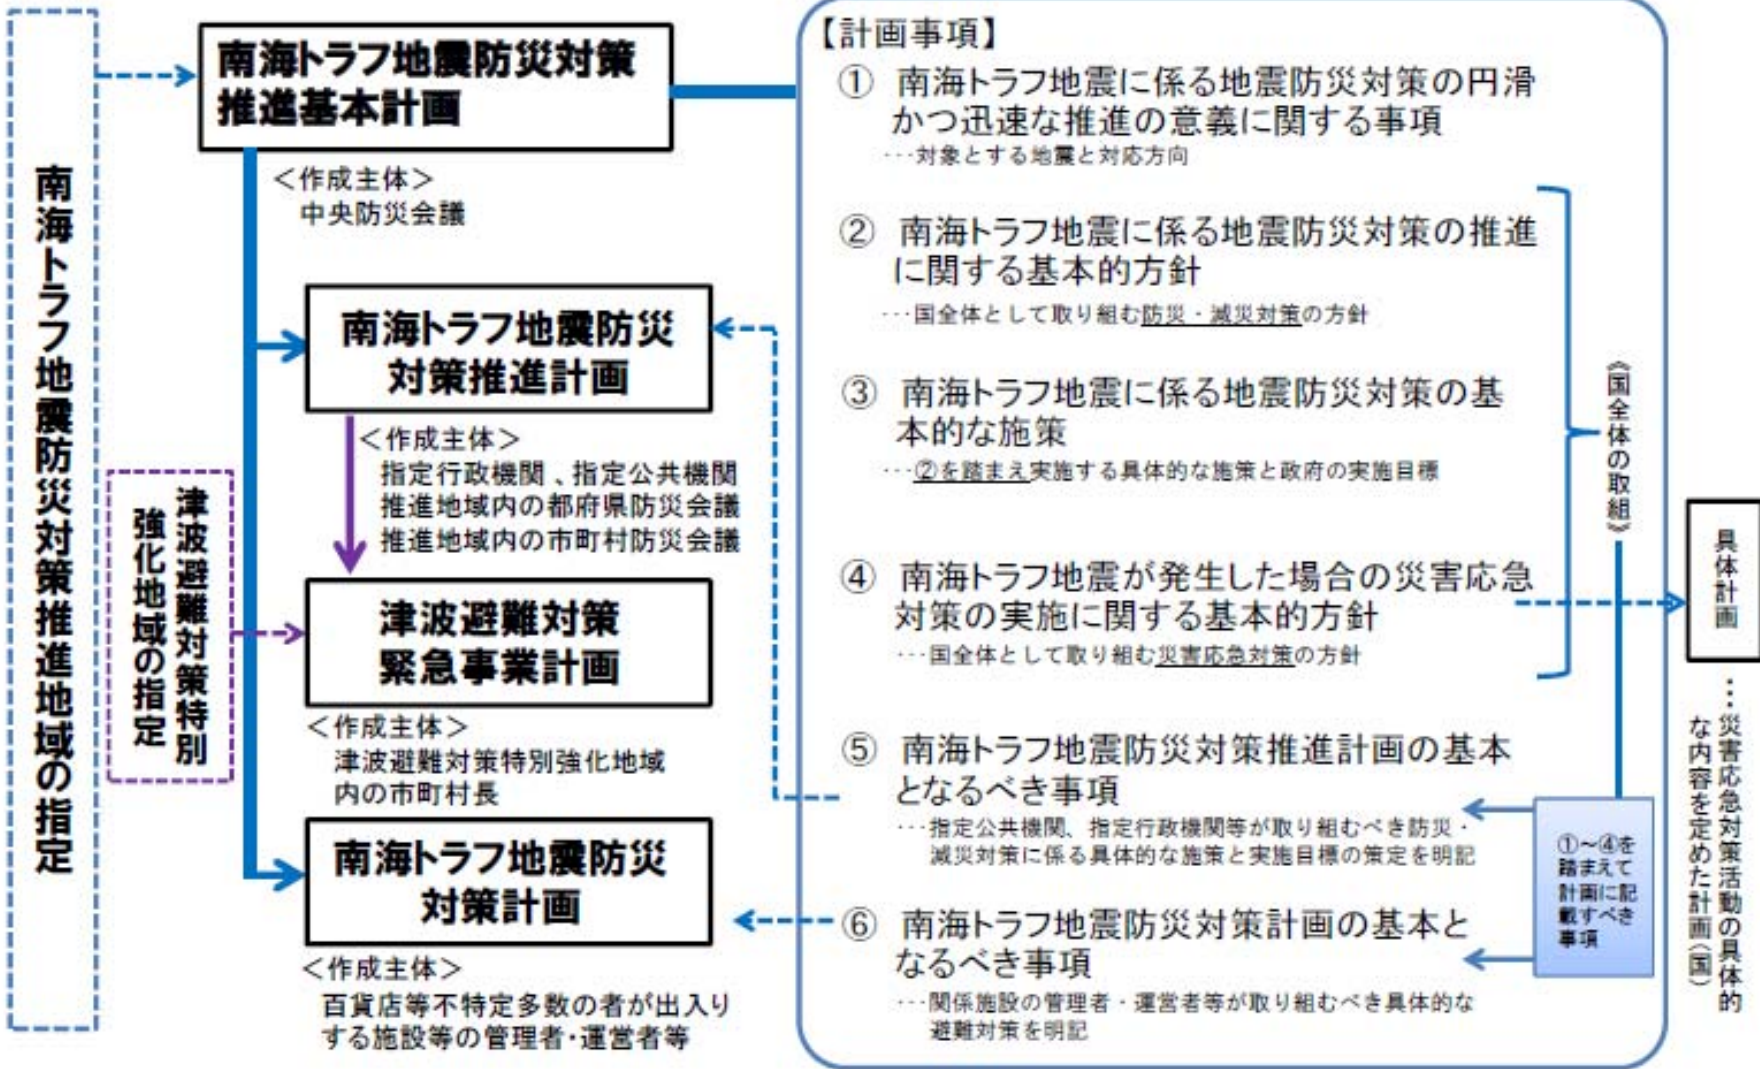 南海トラフ地震防災対策推進地域の指定
津波避難対策特別
強化地域の指定
南海トラフ地震防災対策
推進基本計画
＜作成主体＞
中央防災会議
南海トラフ地震防災
対策推進計画
＜作成主体＞
指定行政機関、指定公共機関
推進地域内の都府県防災会議
推進地域内の市町村防災会議
津波避難対策
緊急事業計画
＜作成主体＞
津波避難対策特別強化地域
内の市町村長
南海トラフ地震防災
対策計画
＜作成主体＞
百貨店等不特定多数の者が出入り
する施設等の管理者・運営者等
【計画事項】
① 南海トラフ地震に係る地震防災対策の円滑
かつ迅速な推進の意義に関する事項
…対象とする地震と対応方向
② 南海トラフ地震に係る地震防災対策の推進
に関する基本的方針
…国全体として取り組む防災・減災対策の方針
③ 南海トラフ地震に係る地震防災対策の基
本的な施策
…②を踏まえ実施する具体的な施策と政府の実施目標
④ 南海トラフ地震が発生した場合の災害応急
対策の実施に関する基本的方針
…国全体として取り組む災害応急対策の方針
⑤ 南海トラフ地震防災対策推進計画の基本
となるべき事項
…指定公共機関、指定行政機関等が取り組むべき防災・
減災対策に係る具体的な施策と実施目標の策定を明記
⑥ 南海トラフ地震防災対策計画の基本と
なるべき事項
…関係施設の管理者・運営者等が取り組むべき具体的な
避難対策を明記
《国全体の取組》
①～④を
踏まえて
計画に記
載すべき
事項
具体計画
…災害応急対策活動の具体的
な内容を定めた計画（国）